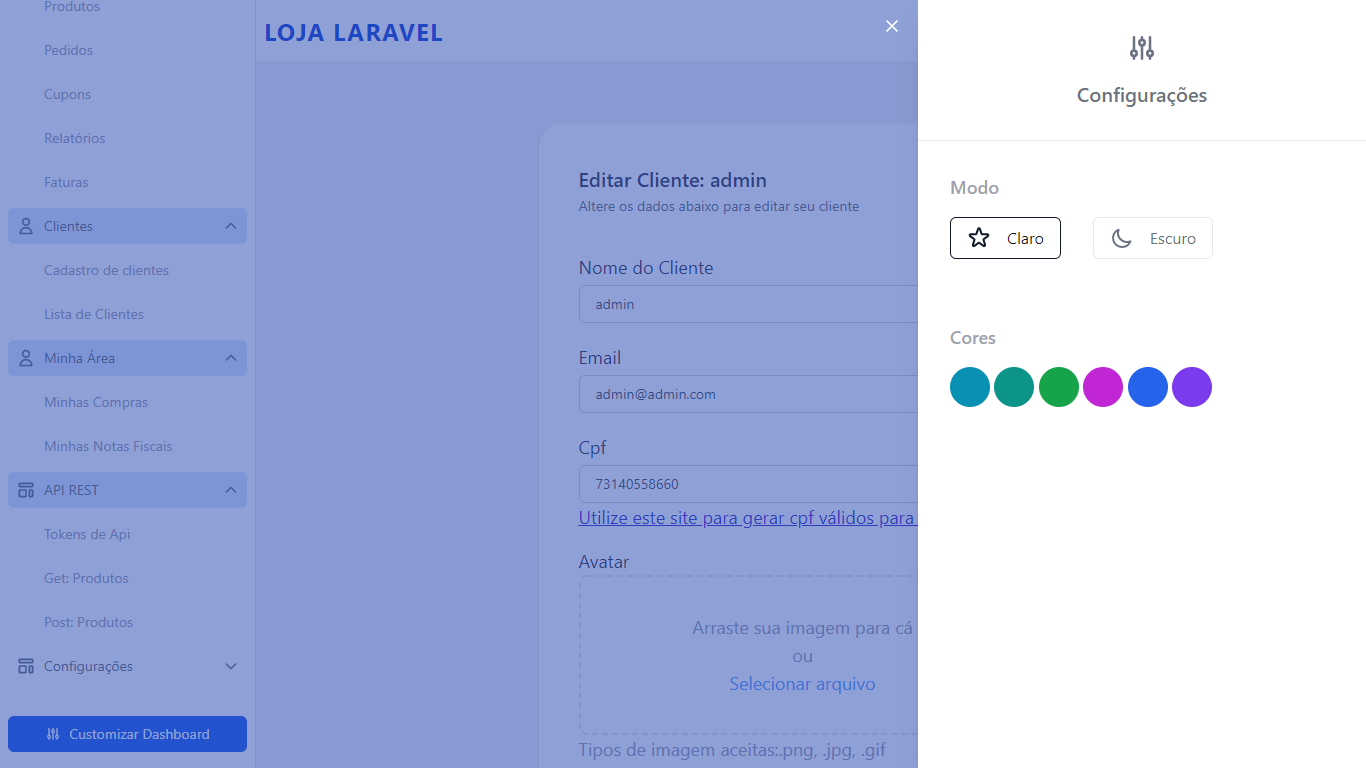 Produtos
Pedidos
Cupons
Relatórios
Faturas
Clientes
Cadastro de clientes
Lista de Clientes
Minha Área
Minhas Compras
Minhas Notas Fiscais
API REST
Tokens de Api
Get: Produtos
Post: Produtos
Configurações
Customizar Dashboard
LOJA LARAVEL
Editar Cliente: admin
Altere os dados abaixo para editar seu cliente
Nome do Cliente
admin
Email
admin@admin.com
Cpf
73140558660
Utilize este site para gerar cpf válidos para
Avatar
Arraste sua imagem para cá
ou
Selecionar arquivo
Tipos de imagem aceitas:.png, .jpg, .gif
Configurações
Modo
Claro
Escuro
Cores